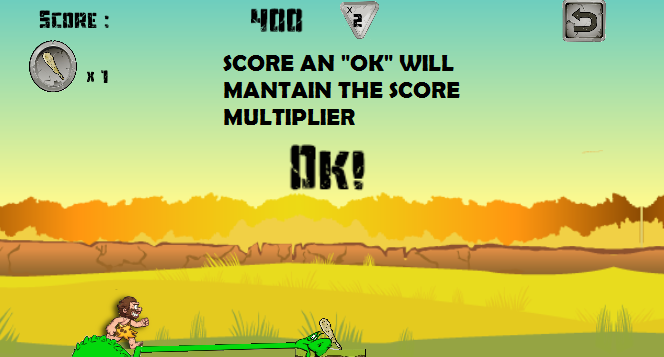 SCORE :
400
x 2
x 1
SCORE AN "OK" WILL
MANTAIN THE SCORE
MULTIPLIER
OK!